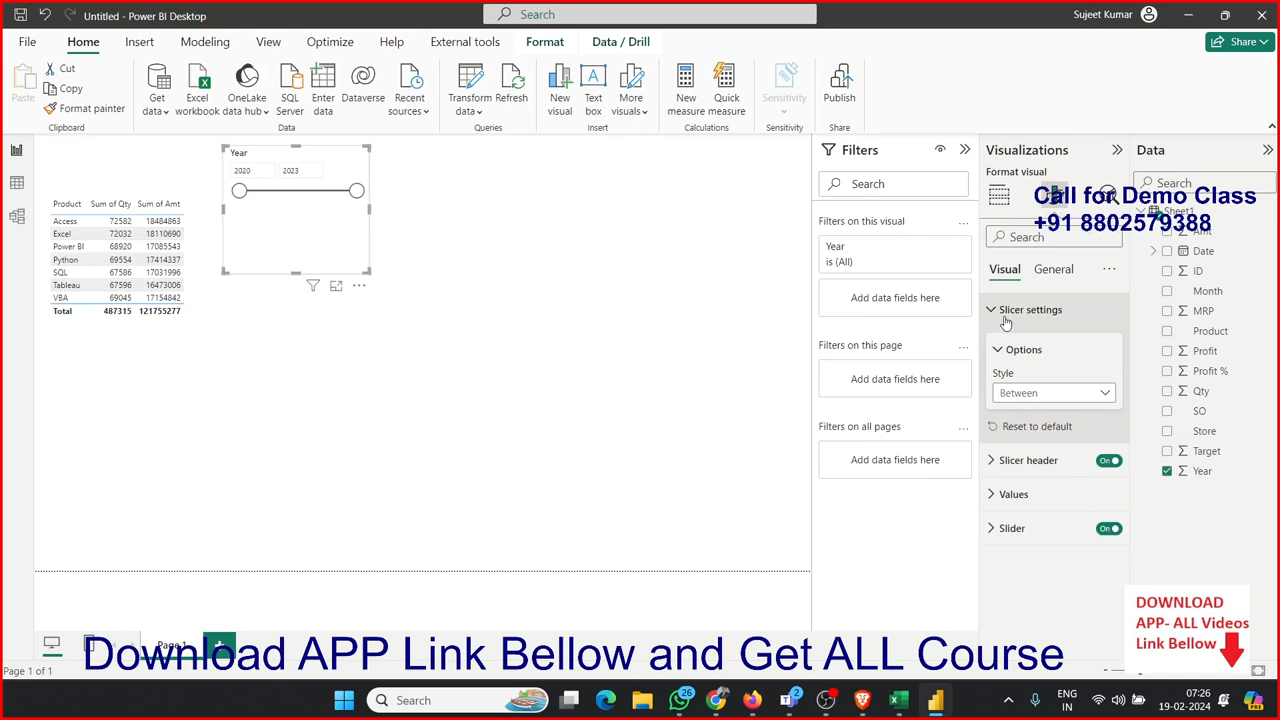 Untitled - Power BI Desktop
Search
Sujeet Kumar
File
Home
Insert
Modeling
View
Optimize
Help
External tools
Format
Data / Drill
Share
Paste
Cut
Copy
Format painter
Clipboard
Get data
Excel workbook
OneLake data hub
SQL Server
Enter data
Dataverse
Recent sources
Data
Transform data
Refresh
Queries
New visual
Text box
More visuals
Insert
New measure
Quick measure
Calculations
Sensitivity
Sensitivity
Publish
Share
Product Sum of Qty Sum of Amt
Access 72582 18484863
Excel 72032 18110690
Power BI 68920 17085543
Python 69554 17414337
SQL 67586 17031996
Tableau 67596 16473006
VBA 69045 17154842
Total 487315 121755277
Year
2020 2023
Filters
Search
Filters on this visual
Year
is (All)
Add data fields here
Filters on this page
Add data fields here
Filters on all pages
Add data fields here
Visualizations
Format visual
Search
Visual
General
Slicer settings
Options
Style
Between
Reset to default
Slicer header
On
Values
Slider
On
Data
Search
Call for Demo Class
+91 8802579388
Sheet1
Amt
Date
ID
Month
MRP
Product
Profit
Profit %
Qty
SO
Store
Target
Year
DOWNLOAD
APP- ALL Videos
Link Bellow
Page 1
Download APP Link Bellow and Get ALL Course
Page 1 of 1
Search
26
2
ENG
IN
07:26
19-02-2024